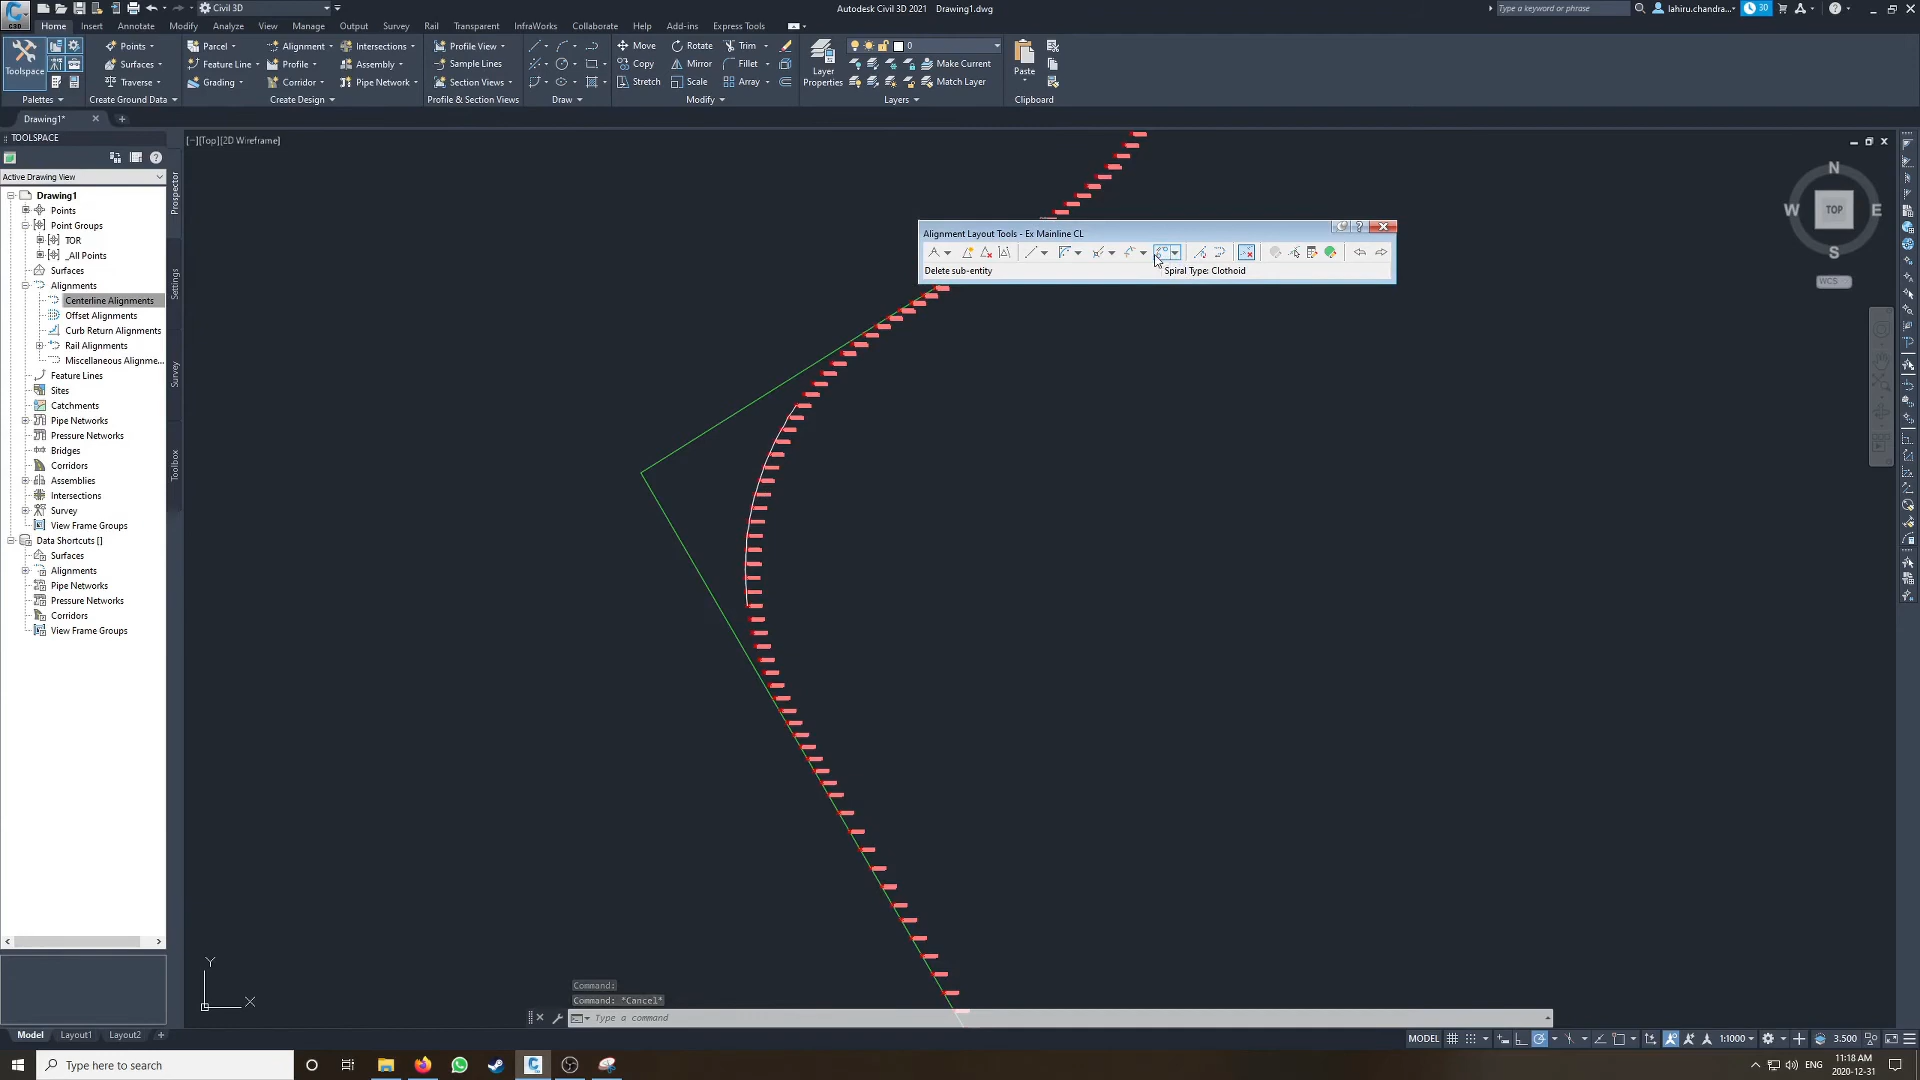 C3D
Civil 3D
Autodesk Civil 3D 2021 Drawing1.dwg
Type a keyword or phrase
lahiru.chandra...
30
Home Insert Annotate Modify Analyze View Manage Output Survey Rail Transparent InfraWorks Collaborate Help Add-ins Express Tools
Toolspace
Points
Surfaces
Traverse
Parcel
Feature Line
Grading
Alignment
Profile
Corridor
Intersections
Assembly
Pipe Network
Profile View
Sample Lines
Section Views
Move
Copy
Stretch
Rotate
Mirror
Scale
Trim
Fillet
Array
Layer
Properties
0
Make Current
Match Layer
Paste
Palettes
Create Ground Data
Create Design
Profile & Section Views
Draw
Modify
Layers
Clipboard
Drawing1*
TOOLSPACE
Active Drawing View
Drawing1
Points
Point Groups
TOR
_All Points
Surfaces
Alignments
Centerline Alignments
Offset Alignments
Curb Return Alignments
Rail Alignments
Miscellaneous Alignme...
Feature Lines
Sites
Catchments
Pipe Networks
Pressure Networks
Bridges
Corridors
Assemblies
Intersections
Survey
View Frame Groups
Data Shortcuts []
Surfaces
Alignments
Pipe Networks
Pressure Networks
Corridors
View Frame Groups
Prospector
Settings
Survey
Toolbox
[−][Top][2D Wireframe]
Alignment Layout Tools - Ex Mainline CL
Delete sub-entity
Spiral Type: Clothoid
N
W TOP E
S
WCS
Y
X
Command:
Command: *Cancel*
Type a command
Model Layout1 Layout2
MODEL
1:1000
3.500
Type here to search
ENG
11:18 AM
2020-12-31